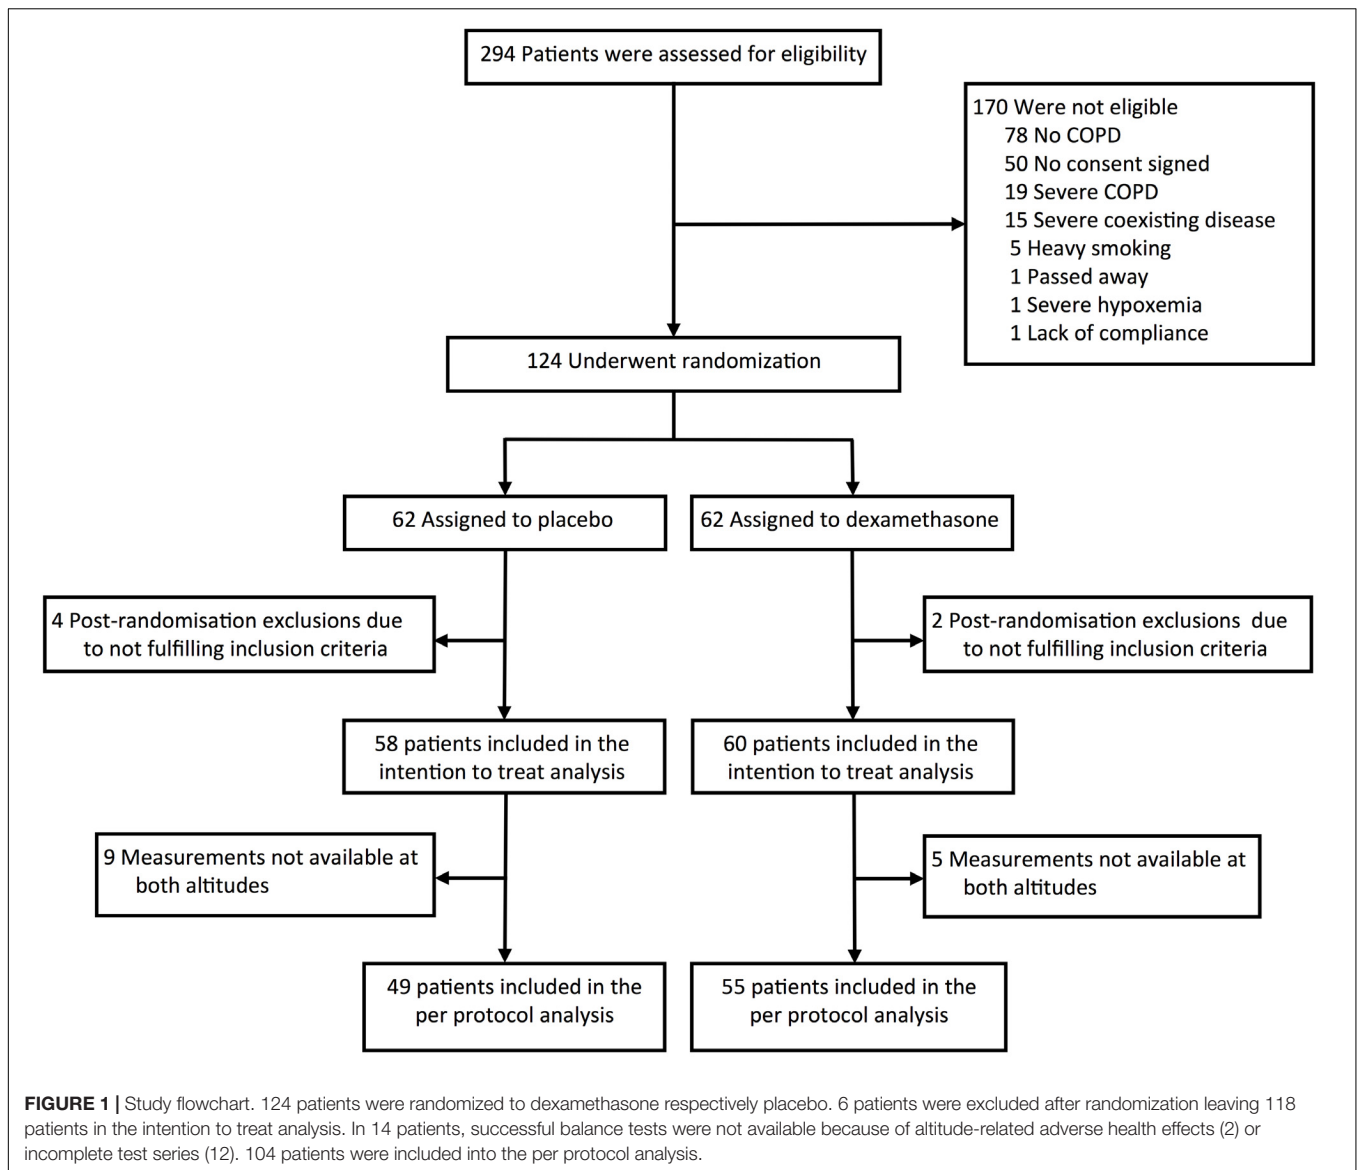 294 Patients were assessed for eligibility
170 Were not eligible
78 No COPD
50 No consent signed
19 Severe COPD
15 Severe coexisting disease
5 Heavy smoking
1 Passed away
1 Severe hypoxemia
1 Lack of compliance
124 Underwent randomization
62 Assigned to placebo
62 Assigned to dexamethasone
4 Post-randomisation exclusions due
to not fulfilling inclusion criteria
2 Post-randomisation exclusions due
to not fulfilling inclusion criteria
58 patients included in the
intention to treat analysis
60 patients included in the
intention to treat analysis
9 Measurements not available at
both altitudes
5 Measurements not available at
both altitudes
49 patients included in the
per protocol analysis
55 patients included in the
per protocol analysis
FIGURE 1 | Study flowchart. 124 patients were randomized to dexamethasone respectively placebo. 6 patients were excluded after randomization leaving 118
patients in the intention to treat analysis. In 14 patients, successful balance tests were not available because of altitude-related adverse health effects (2) or
incomplete test series (12). 104 patients were included into the per protocol analysis.